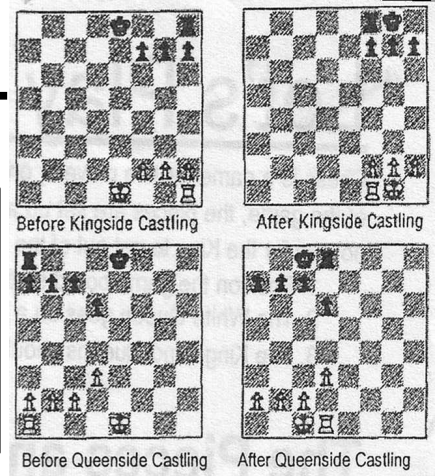 Before Kingside Castling
After Kingside Castling
Before Queenside Castling
After Queenside Castling